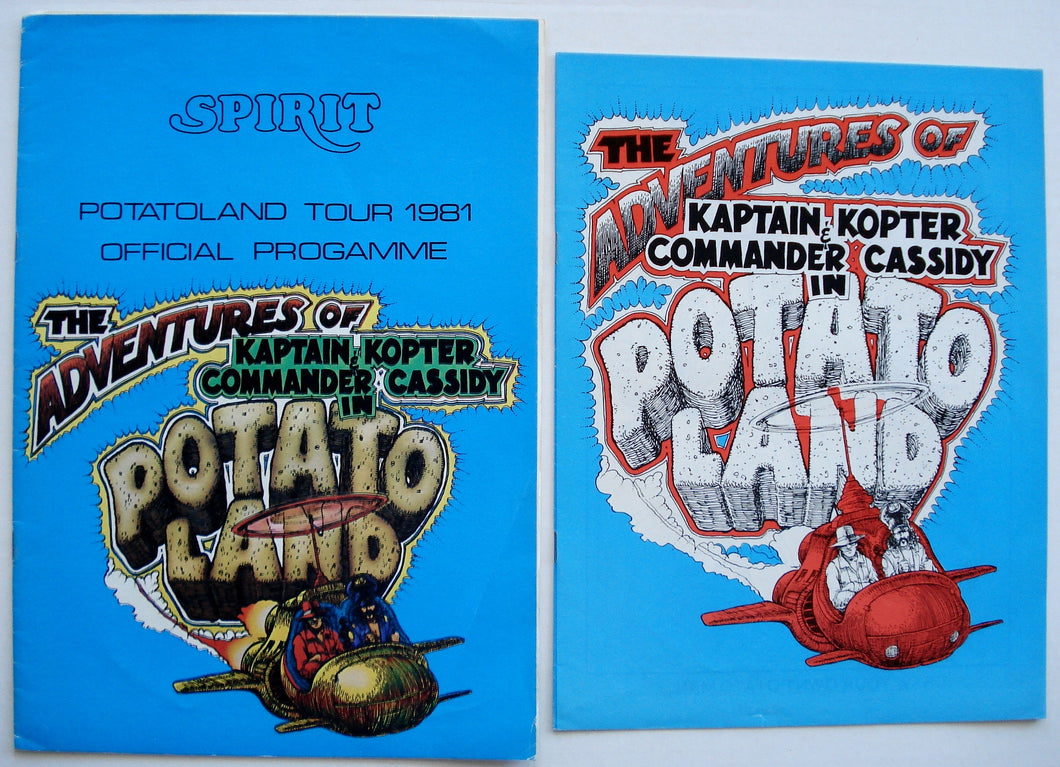 SPIRIT
POTATOLAND TOUR 1981
OFFICIAL PROGAMME
THE
ADVENTURES OF
KAPTAIN KOPTER
& COMMANDER CASSIDY
IN
POTATO
LAND
THE
ADVENTURES OF
KAPTAIN KOPTER
& COMMANDER CASSIDY
IN
POTATO
LAND